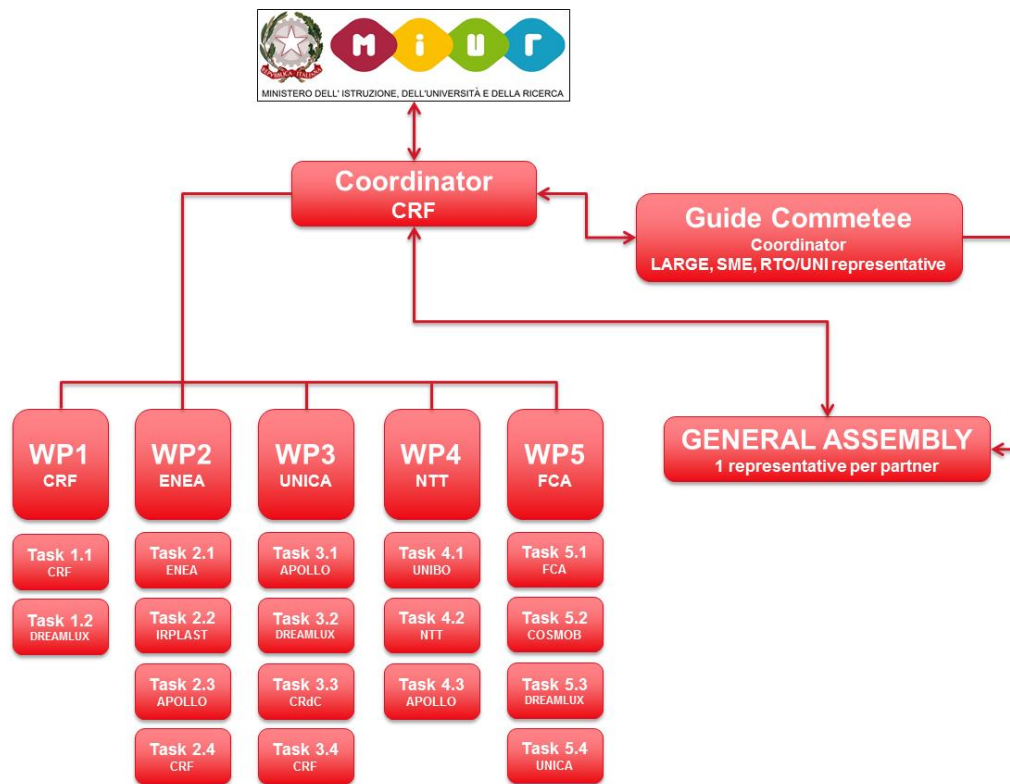 REPVBBLICA ITALIANA
miur
MINISTERO DELL' ISTRUZIONE, DELL'UNIVERSITÀ E DELLA RICERCA
Coordinator
CRF
Guide Commetee
Coordinator
LARGE, SME, RTO/UNI representative
GENERAL ASSEMBLY
1 representative per partner
WP1
CRF
WP2
ENEA
WP3
UNICA
WP4
NTT
WP5
FCA
Task 1.1
CRF
Task 2.1
ENEA
Task 3.1
APOLLO
Task 4.1
UNIBO
Task 5.1
FCA
Task 1.2
DREAMLUX
Task 2.2
IRPLAST
Task 3.2
DREAMLUX
Task 4.2
NTT
Task 5.2
COSMOB
Task 2.3
APOLLO
Task 3.3
CRdC
Task 4.3
APOLLO
Task 5.3
DREAMLUX
Task 2.4
CRF
Task 3.4
CRF
Task 5.4
UNICA